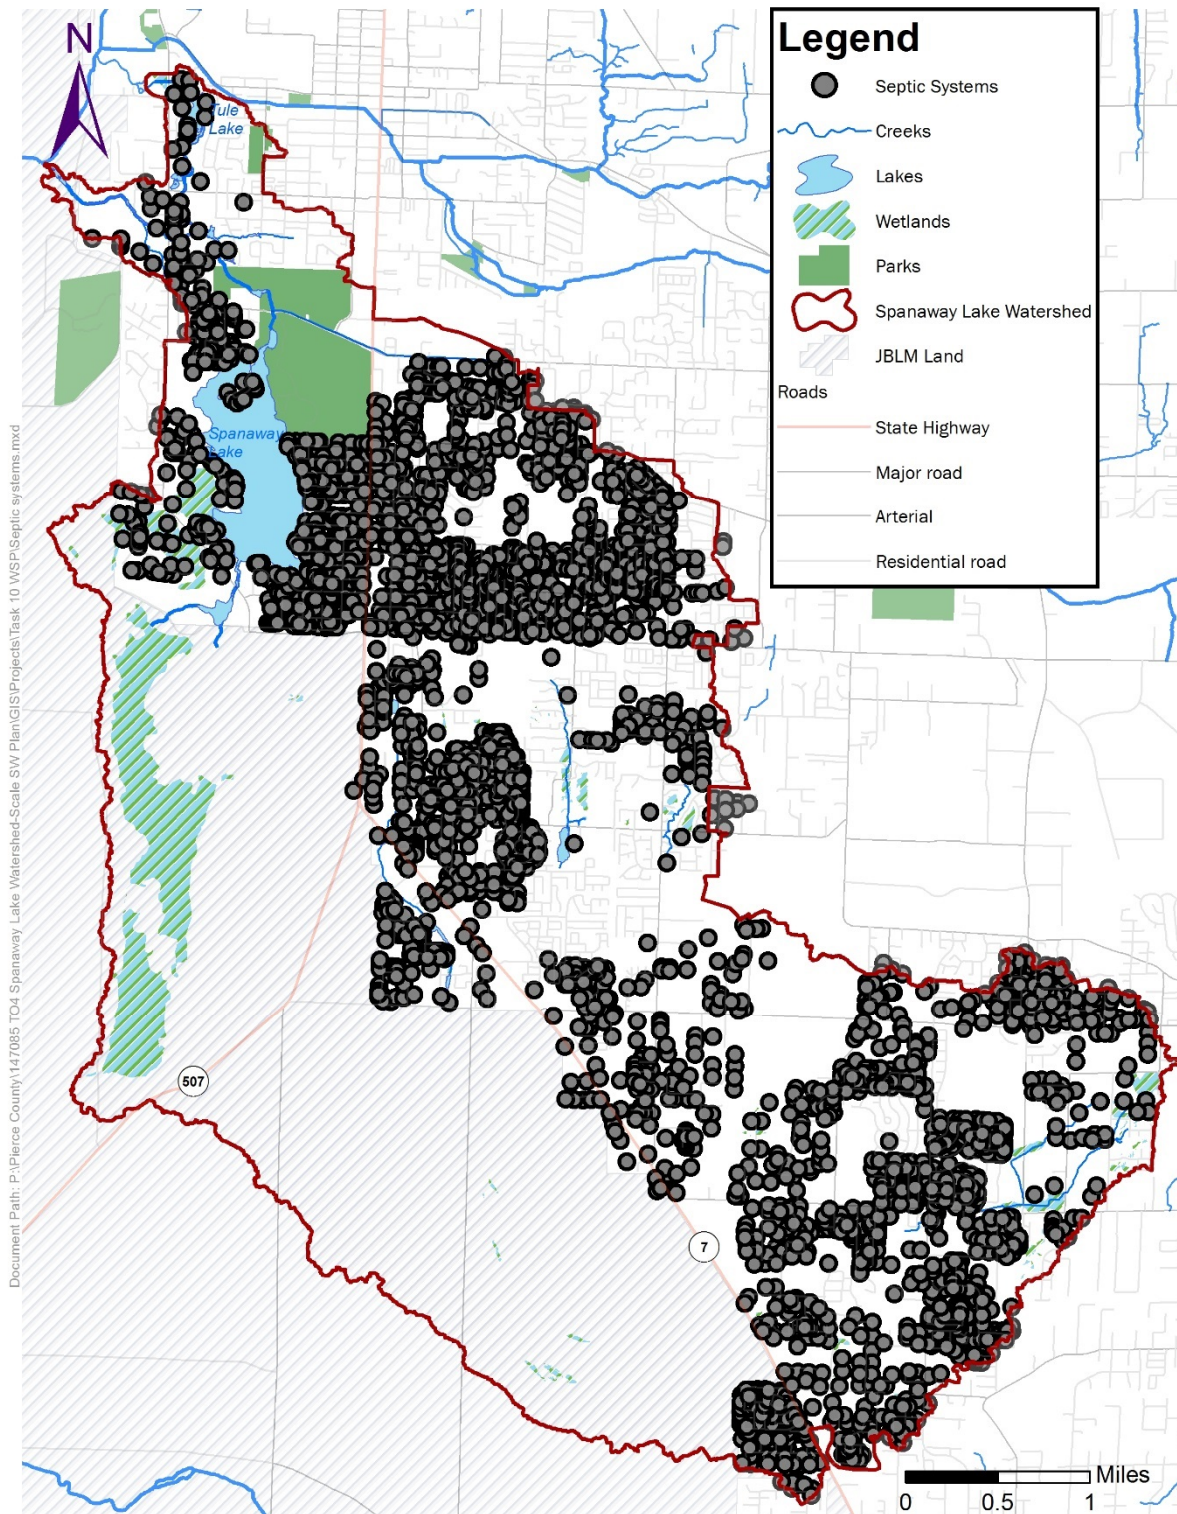 N
Tule
Lake
Spanaway
Lake
507
7
Legend
Septic Systems
Creeks
Lakes
Wetlands
Parks
Spanaway Lake Watershed
JBLM Land
Roads
State Highway
Major road
Arterial
Residential road
Miles
0 0.5 1
Document Path: P:\Pierce County\147085 TO4 Spanaway Lake Watershed-Scale SW Plan\GIS\Projects\Task 10 WSP\Septic systems.mxd